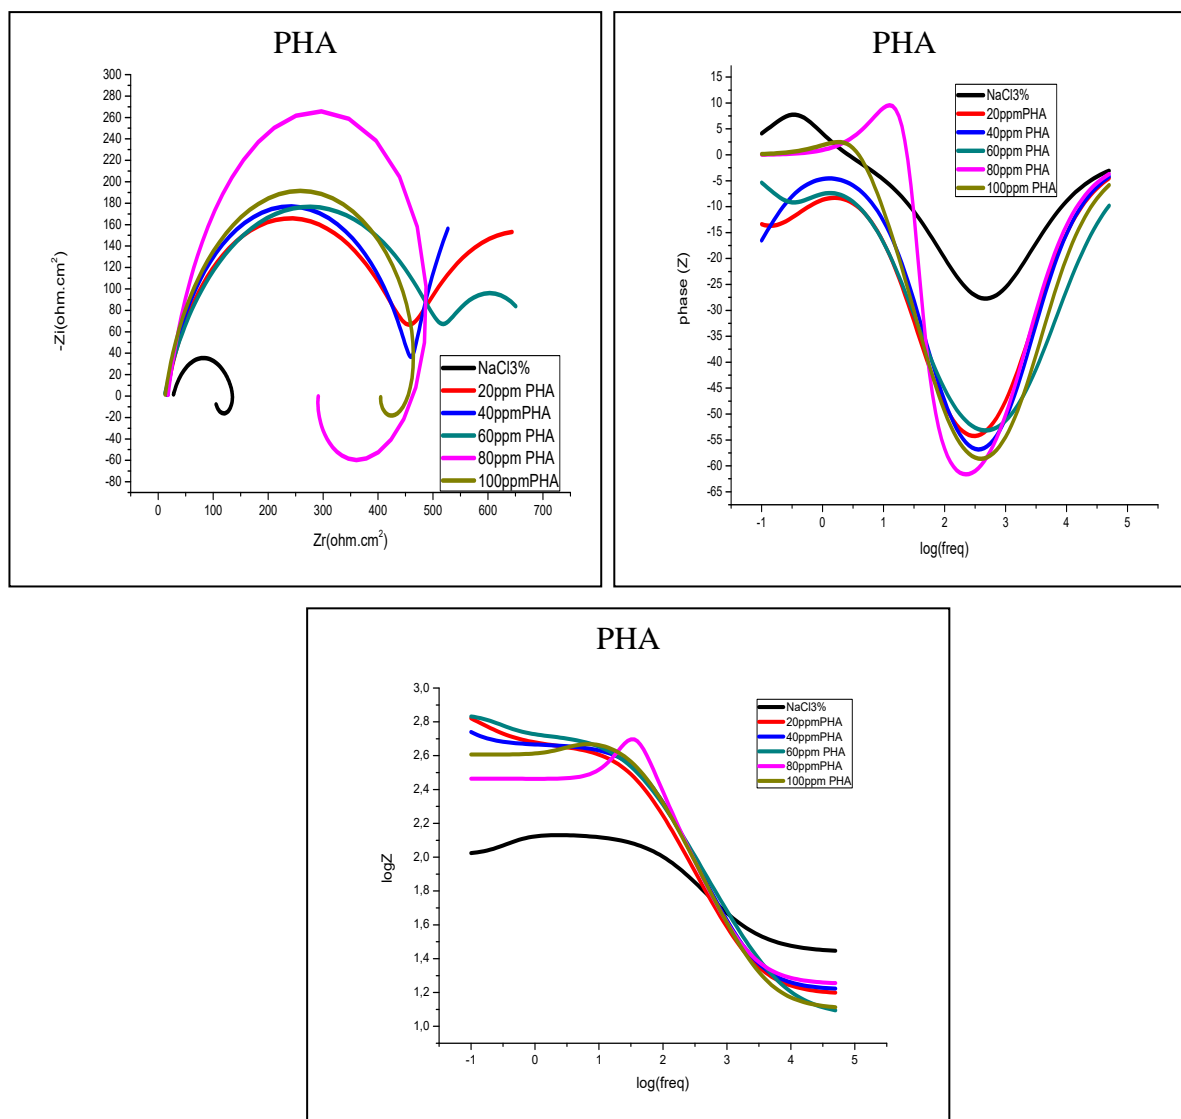 PHA
300
280
260
240
220
200
180
160
140
120
100
80
60
40
20
0
-20
-40
-60
-80
-Zi(ohm.cm²)
NaCl3%
20ppm PHA
40ppmPHA
60ppm PHA
80ppm PHA
100ppmPHA
0 100 200 300 400 500 600 700
Zr(ohm.cm²)
PHA
15
10
5
0
-5
-10
-15
-20
-25
-30
-35
-40
-45
-50
-55
-60
-65
phase (Z)
NaCl3%
20ppmPHA
40ppm PHA
60ppm PHA
80ppm PHA
100ppm PHA
-1 0 1 2 3 4 5
log(freq)
PHA
3,0
2,8
2,6
2,4
2,2
2,0
1,8
1,6
1,4
1,2
1,0
logZ
NaCl3%
20ppmPHA
40ppmPHA
60ppm PHA
80ppmPHA
100ppm PHA
-1 0 1 2 3 4 5
log(freq)